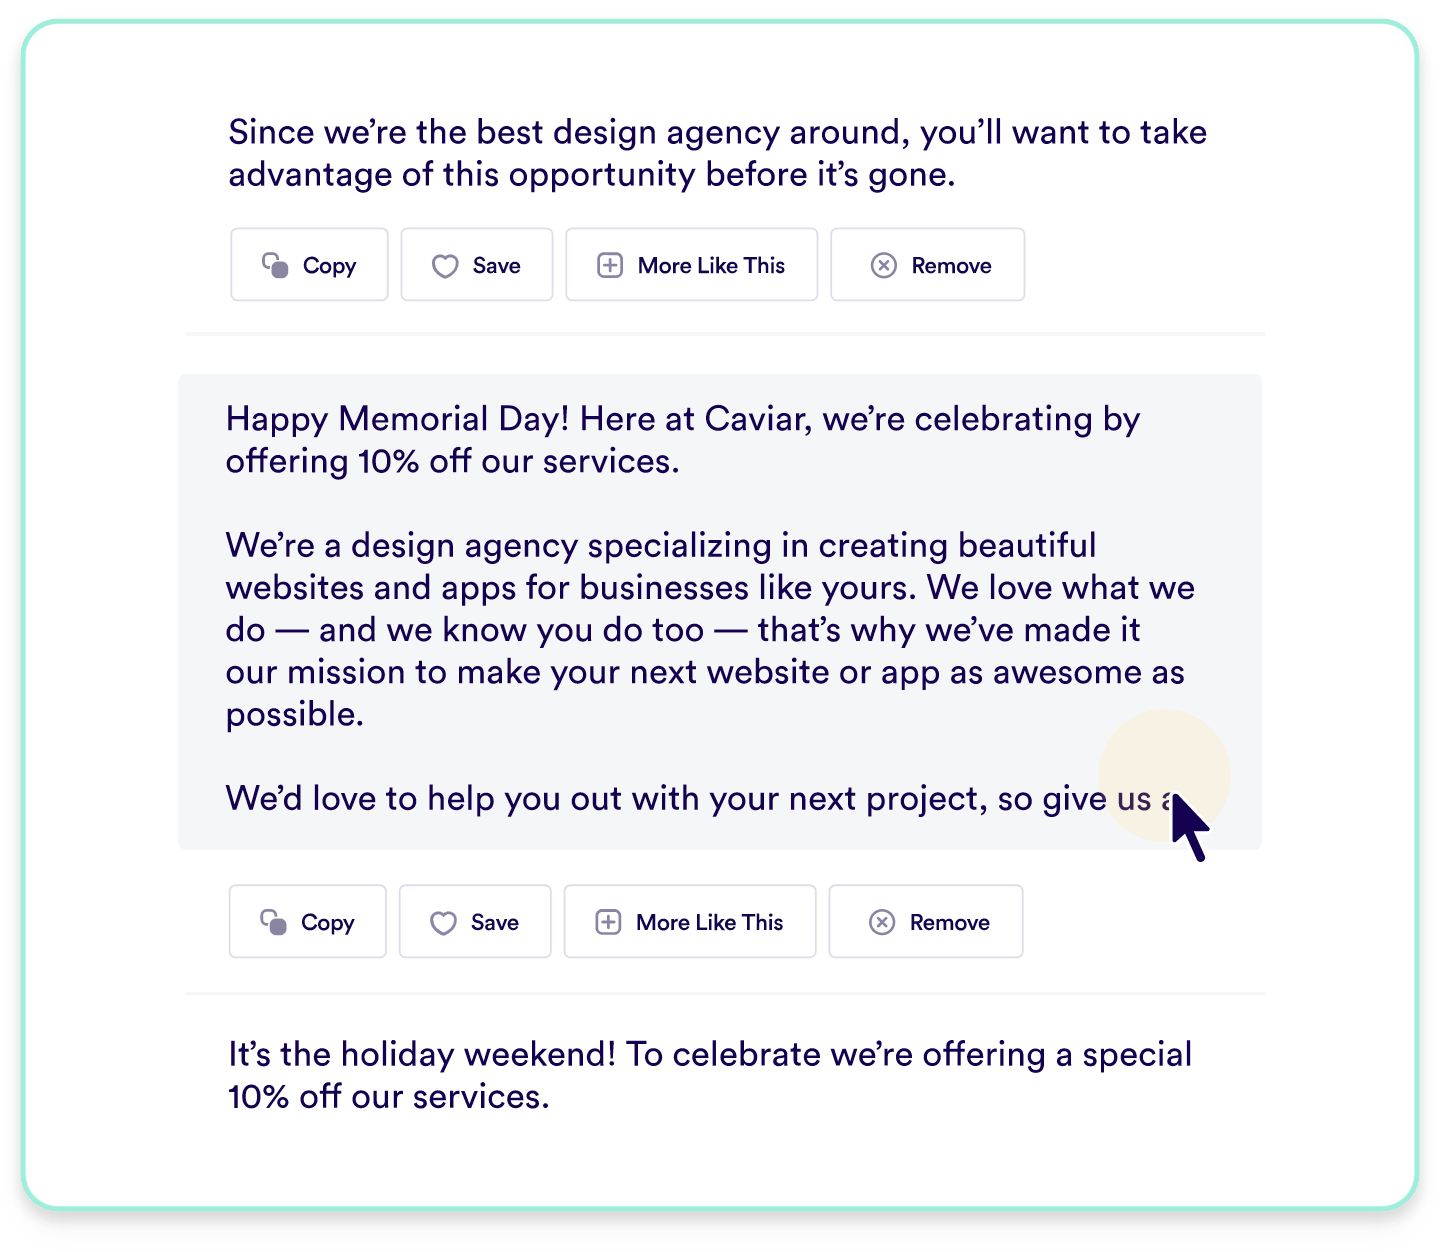 Since we’re the best design agency around, you’ll want to take
advantage of this opportunity before it’s gone.
Copy Save More Like This Remove
Happy Memorial Day! Here at Caviar, we’re celebrating by
offering 10% off our services.
We’re a design agency specializing in creating beautiful
websites and apps for businesses like yours. We love what we
do — and we know you do too — that’s why we’ve made it
our mission to make your next website or app as awesome as
possible.
We’d love to help you out with your next project, so give us a
Copy Save More Like This Remove
It’s the holiday weekend! To celebrate we’re offering a special
10% off our services.